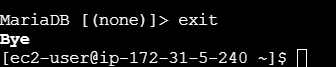 MariaDB [(none)]> exit
Bye
[ec2-user@ip-172-31-5-240 ~]$